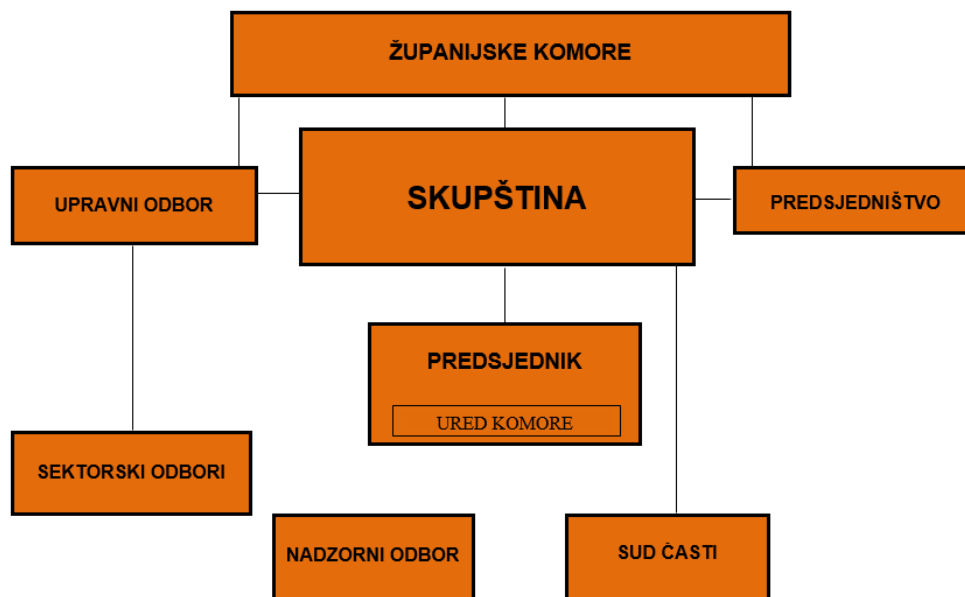 ŽUPANIJSKE KOMORE
SKUPŠTINA
UPRAVNI ODBOR
PREDSJEDNIŠTVO
PREDSJEDNIK
URED KOMORE
SEKTORSKI ODBORI
NADZORNI ODBOR
SUD ČASTI